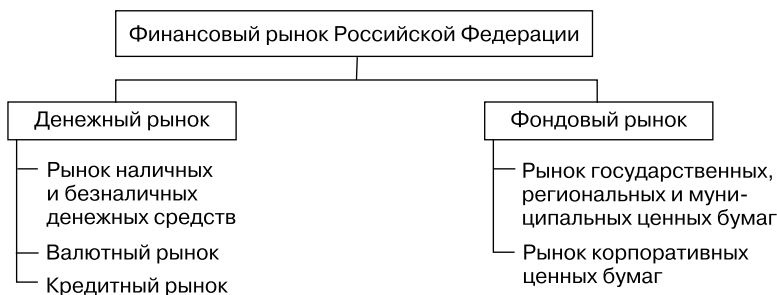 Финансовый рынок Российской Федерации
Денежный рынок
Рынок наличных
и безналичных
денежных средств
Валютный рынок
Кредитный рынок
Фондовый рынок
Рынок государственных,
региональных и муни-
ципальных ценных бумаг
Рынок корпоративных
ценных бумаг